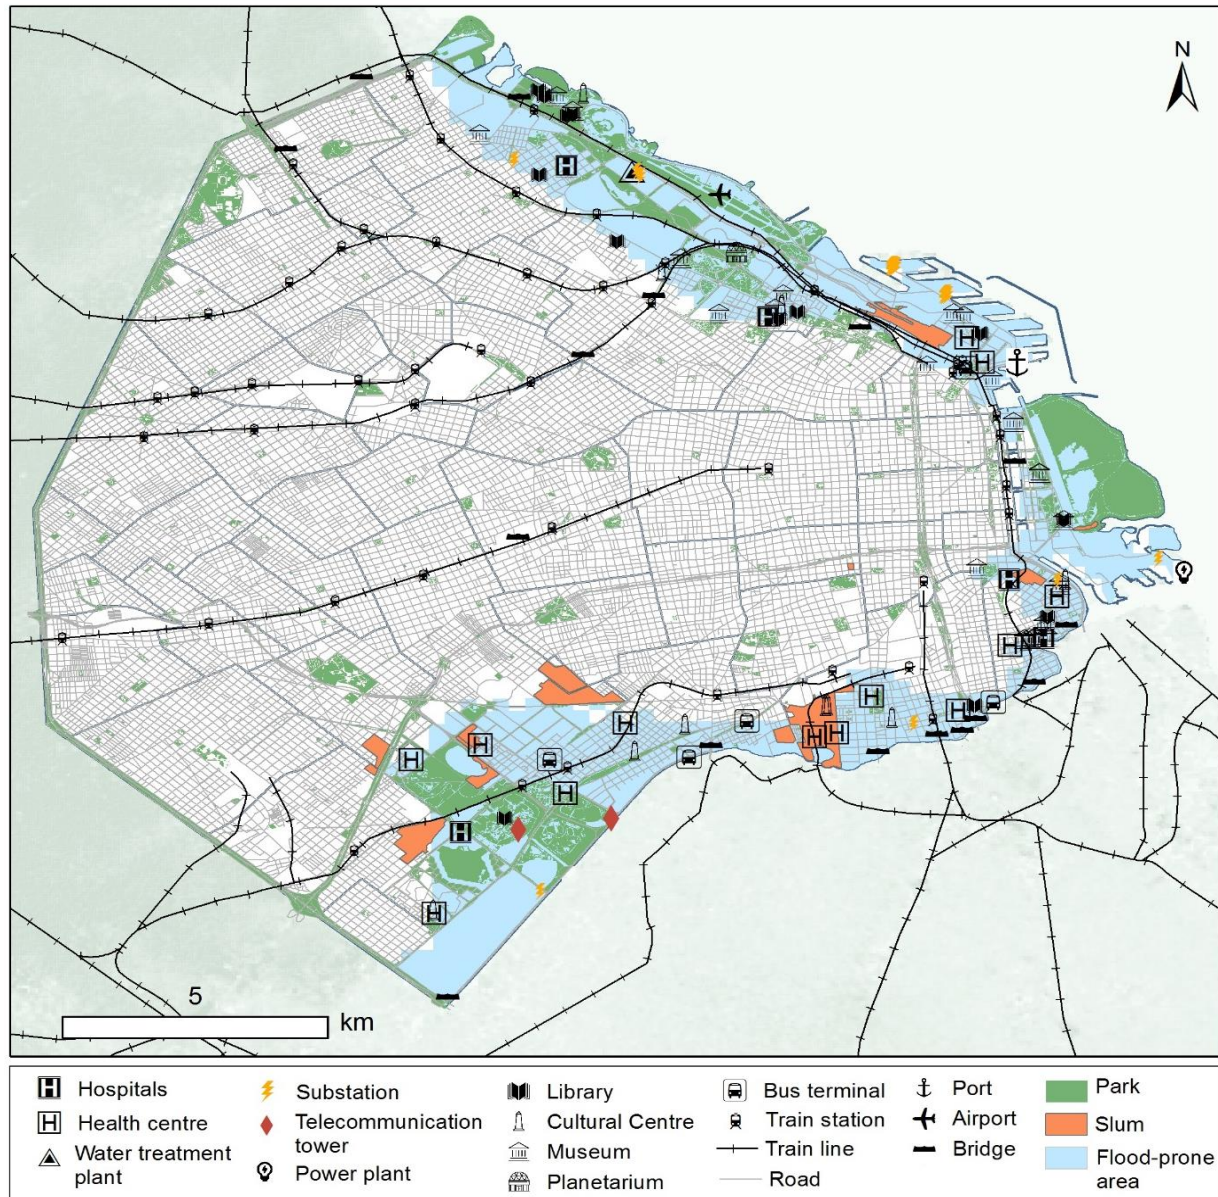 N
5
km
Hospitals
Health centre
Water treatment
plant
Substation
Telecommunication
tower
Power plant
Library
Cultural Centre
Museum
Planetarium
Bus terminal
Train station
Train line
Road
Port
Airport
Bridge
Park
Slum
Flood-prone
area